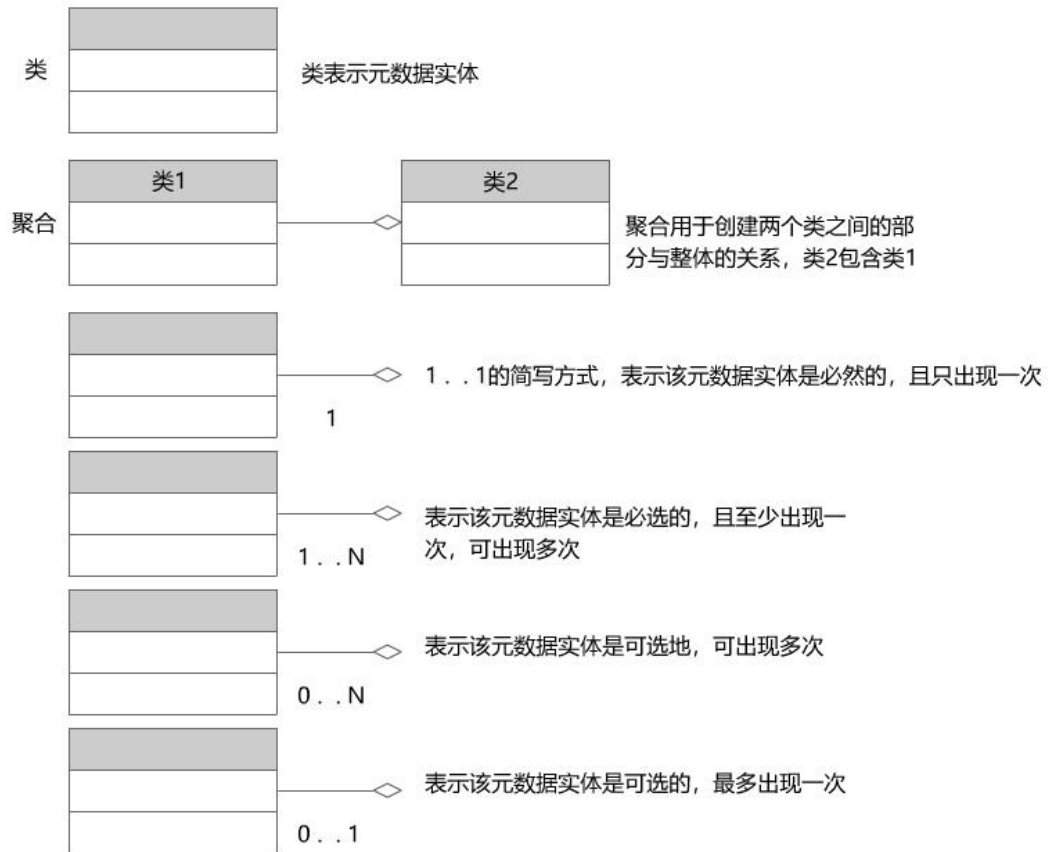 类
类表示元数据实体
类1
类2
聚合
聚合用于创建两个类之间的部
分与整体的关系，类2包含类1
1．．1的简写方式，表示该元数据实体是必然的，且只出现一次
1
表示该元数据实体是必选的，且至少出现一
次，可出现多次
1．．N
表示该元数据实体是可选地，可出现多次
0．．N
表示该元数据实体是可选的，最多出现一次
0．．1